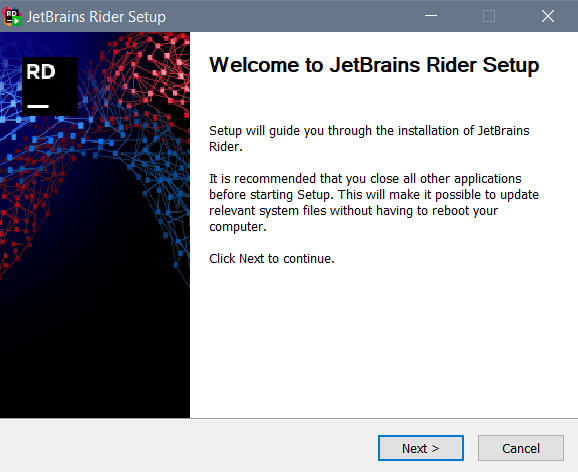 JetBrains Rider Setup
RD
Welcome to JetBrains Rider Setup
Setup will guide you through the installation of JetBrains
Rider.
It is recommended that you close all other applications
before starting Setup. This will make it possible to update
relevant system files without having to reboot your
computer.
Click Next to continue.
Next >
Cancel